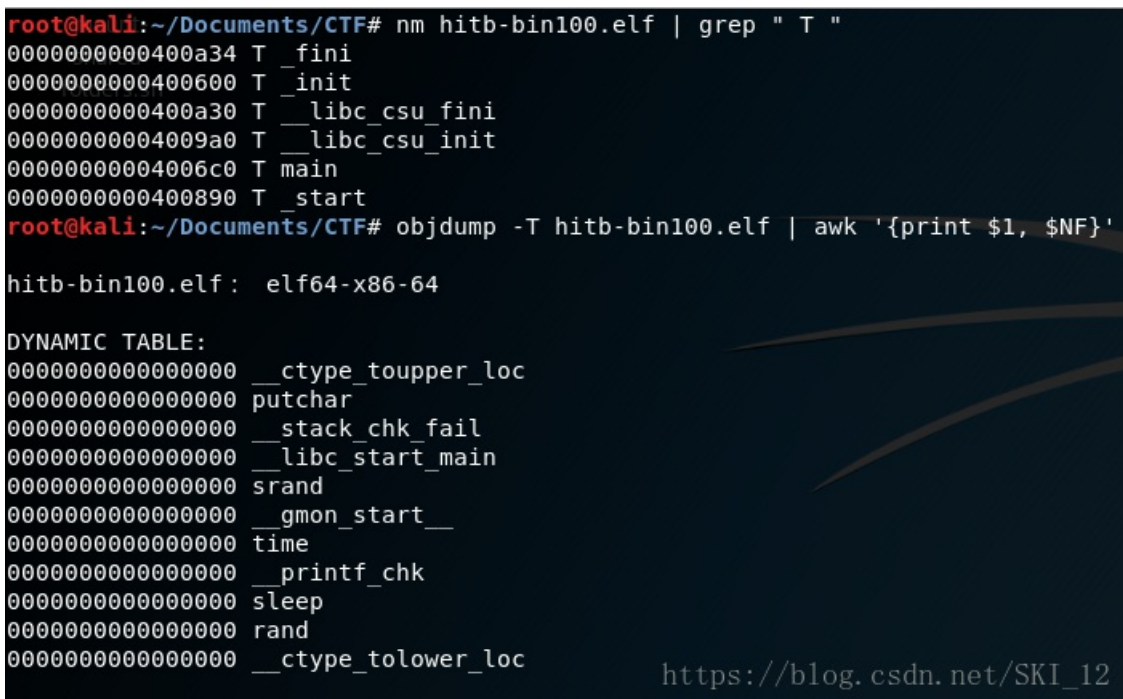 root@kali:~/Documents/CTF# nm hitb-bin100.elf | grep " T "
0000000000400a34 T _fini
0000000000400600 T _init
0000000000400a30 T __libc_csu_fini
00000000004009a0 T __libc_csu_init
00000000004006c0 T main
0000000000400890 T _start
root@kali:~/Documents/CTF# objdump -T hitb-bin100.elf | awk '{print $1, $NF}'
hitb-bin100.elf： elf64-x86-64
DYNAMIC TABLE:
0000000000000000 __ctype_toupper_loc
0000000000000000 putchar
0000000000000000 __stack_chk_fail
0000000000000000 __libc_start_main
0000000000000000 srand
0000000000000000 __gmon_start__
0000000000000000 time
0000000000000000 __printf_chk
0000000000000000 sleep
0000000000000000 rand
0000000000000000 __ctype_tolower_loc
https://blog.csdn.net/SKI_12